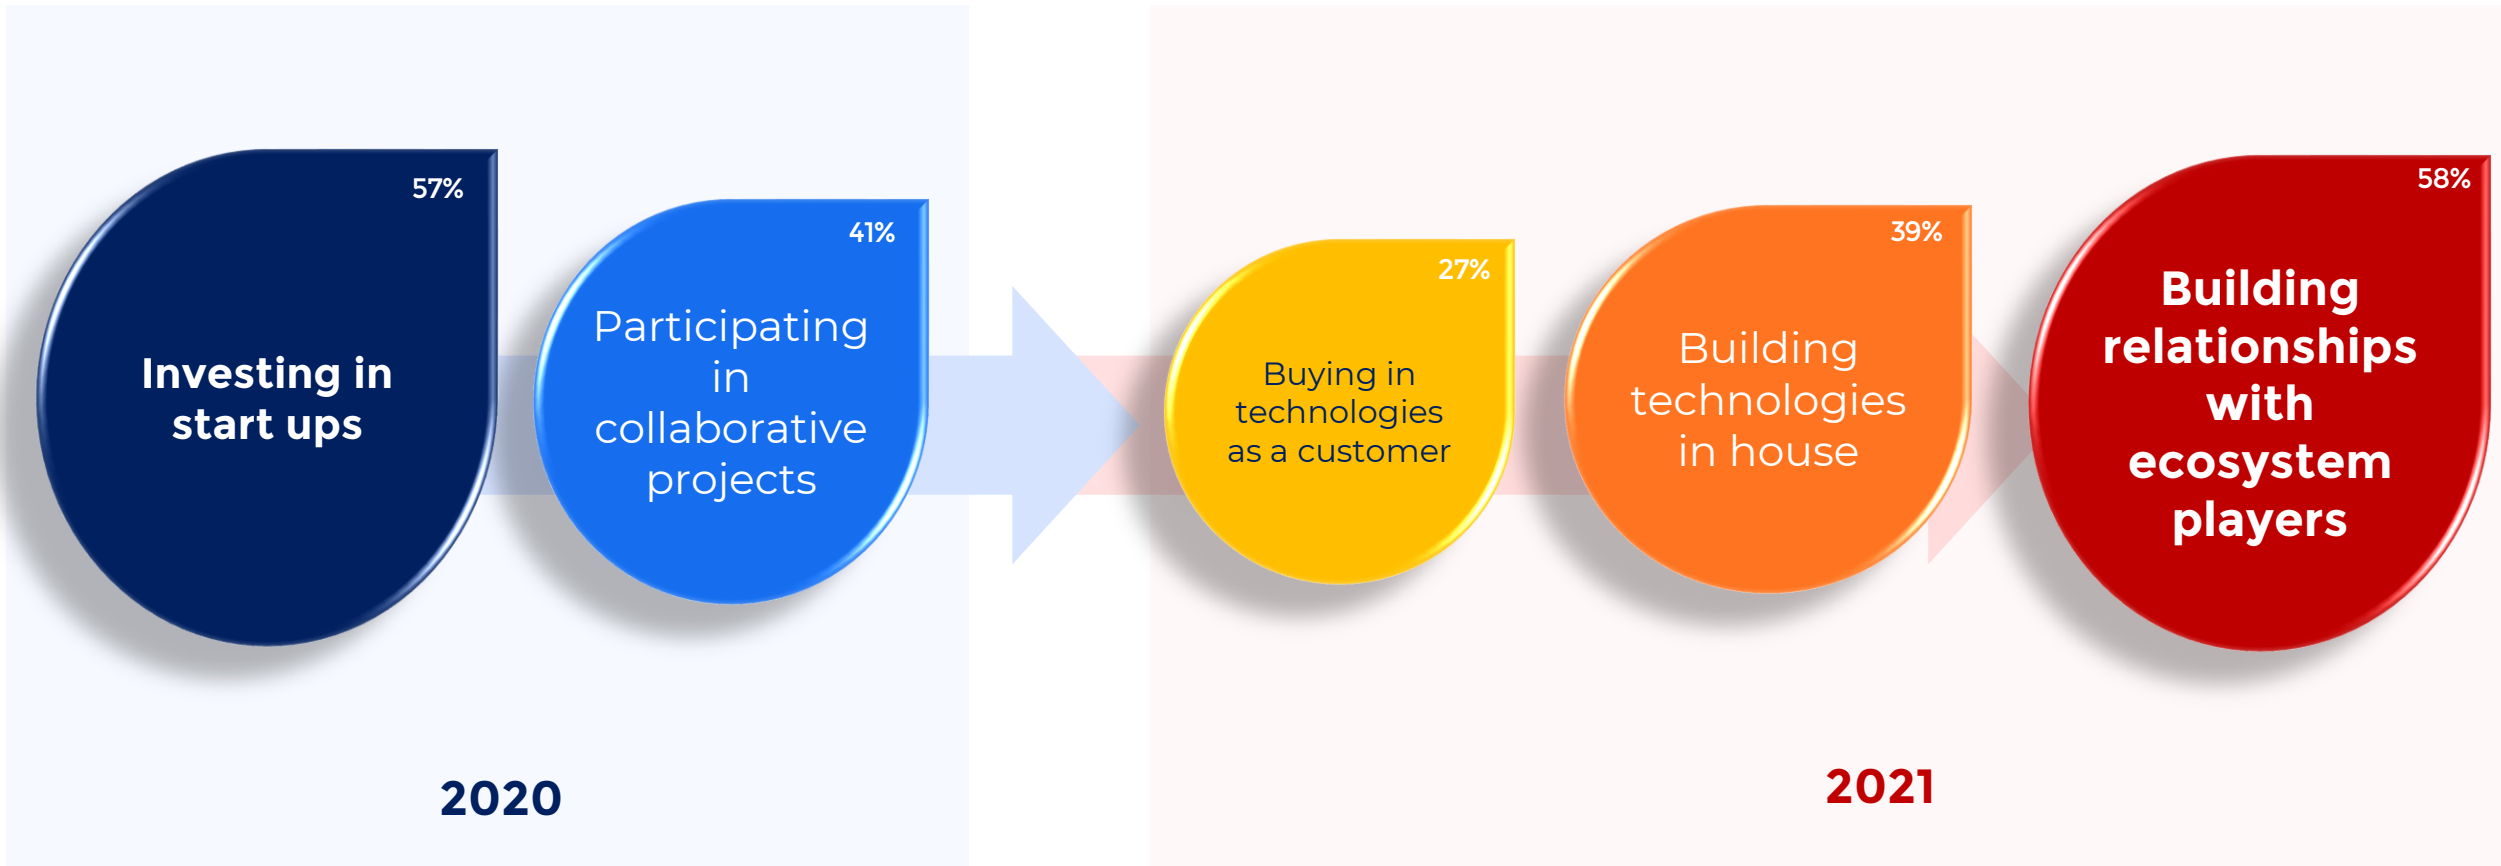 57%
Investing in
start ups
41%
Participating
in
collaborative
projects
2020
27%
Buying in
technologies
as a customer
39%
Building
technologies
in house
58%
Building
relationships
with
ecosystem
players
2021